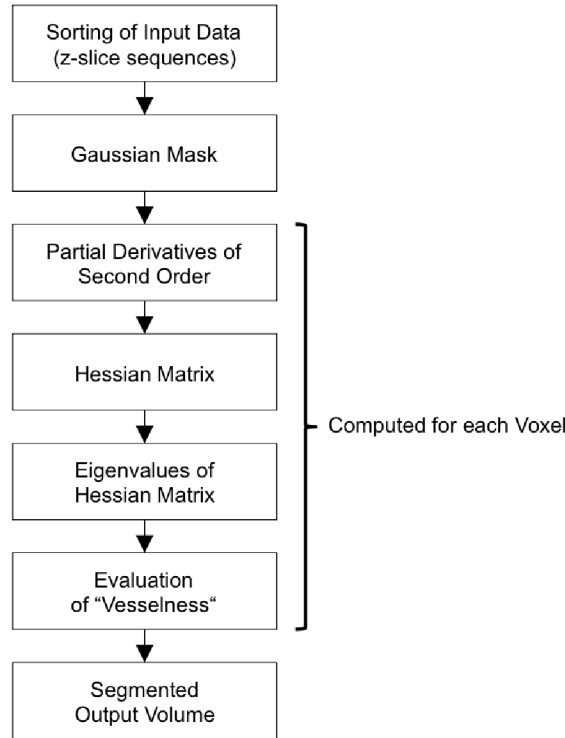 Sorting of Input Data
(z-slice sequences)
Gaussian Mask
Partial Derivatives of
Second Order
Hessian Matrix
Computed for each Voxel
Eigenvalues of
Hessian Matrix
Evaluation
of “Vesselness“
Segmented
Output Volume